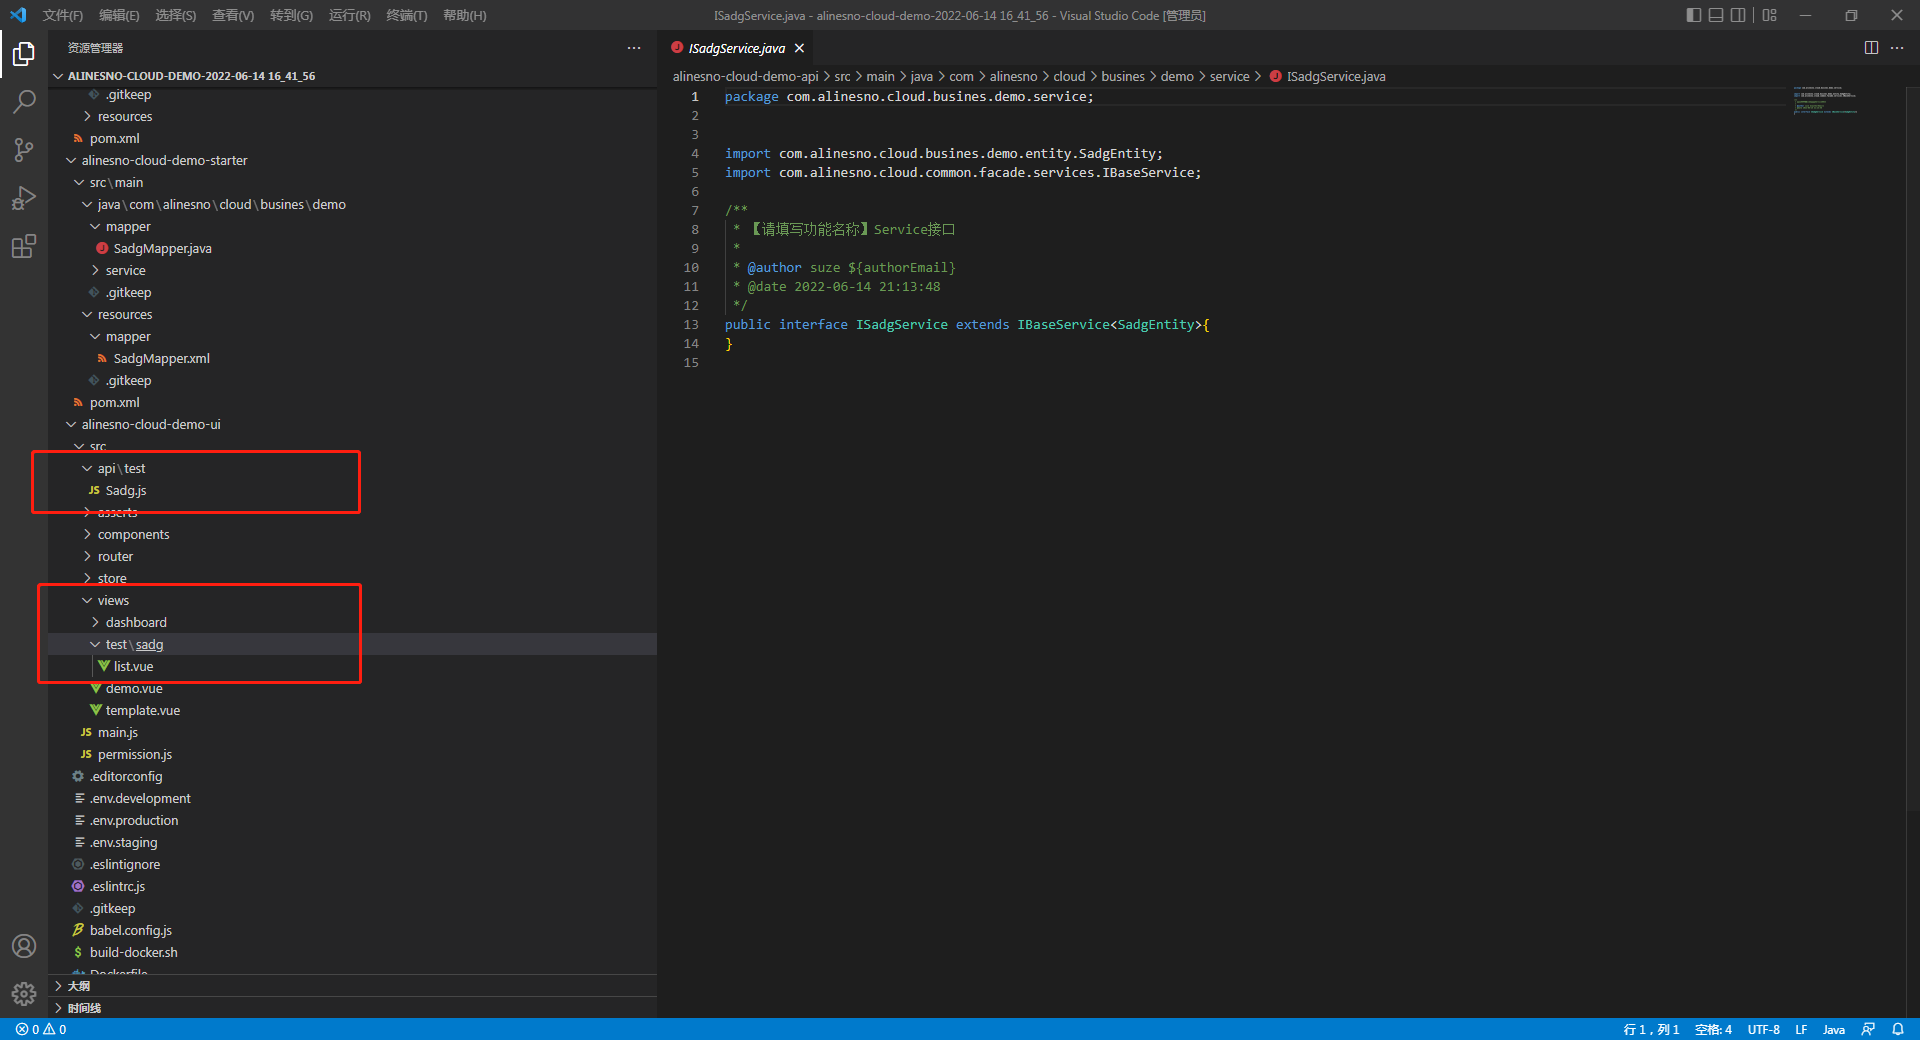 文件(F) 编辑(E) 选择(S) 查看(V) 转到(G) 运行(R) 终端(T) 帮助(H)
ISadgService.java - alinesno-cloud-demo-2022-06-14 16_41_56 - Visual Studio Code [管理员]
资源管理器
ALINESNO-CLOUD-DEMO-2022-06-14 16_41_56
.gitkeep
resources
pom.xml
alinesno-cloud-demo-starter
src\main
java\com\alinesno\cloud\busines\demo
mapper
SadgMapper.java
service
.gitkeep
resources
mapper
SadgMapper.xml
.gitkeep
pom.xml
alinesno-cloud-demo-ui
src
api\test
JS Sadg.js
asserts
components
router
store
views
dashboard
test\sadg
list.vue
demo.vue
template.vue
JS main.js
JS permission.js
.editorconfig
.env.development
.env.production
.env.staging
.eslintignore
.eslintrc.js
.gitkeep
babel.config.js
$ build-docker.sh
Dockerfile
大纲
时间线
ISadgService.java
alinesno-cloud-demo-api > src > main > java > com > alinesno > cloud > busines > demo > service > ISadgService.java
1 package com.alinesno.cloud.busines.demo.service;
2
3
4 import com.alinesno.cloud.busines.demo.entity.SadgEntity;
5 import com.alinesno.cloud.common.facade.services.IBaseService;
6
7 /**
8 * 【请填写功能名称】Service接口
9 *
10 * @author suze ${authorEmail}
11 * @date 2022-06-14 21:13:48
12 */
13 public interface ISadgService extends IBaseService<SadgEntity>{
14 }
15
0 0
行 1，列 1 空格: 4 UTF-8 LF Java